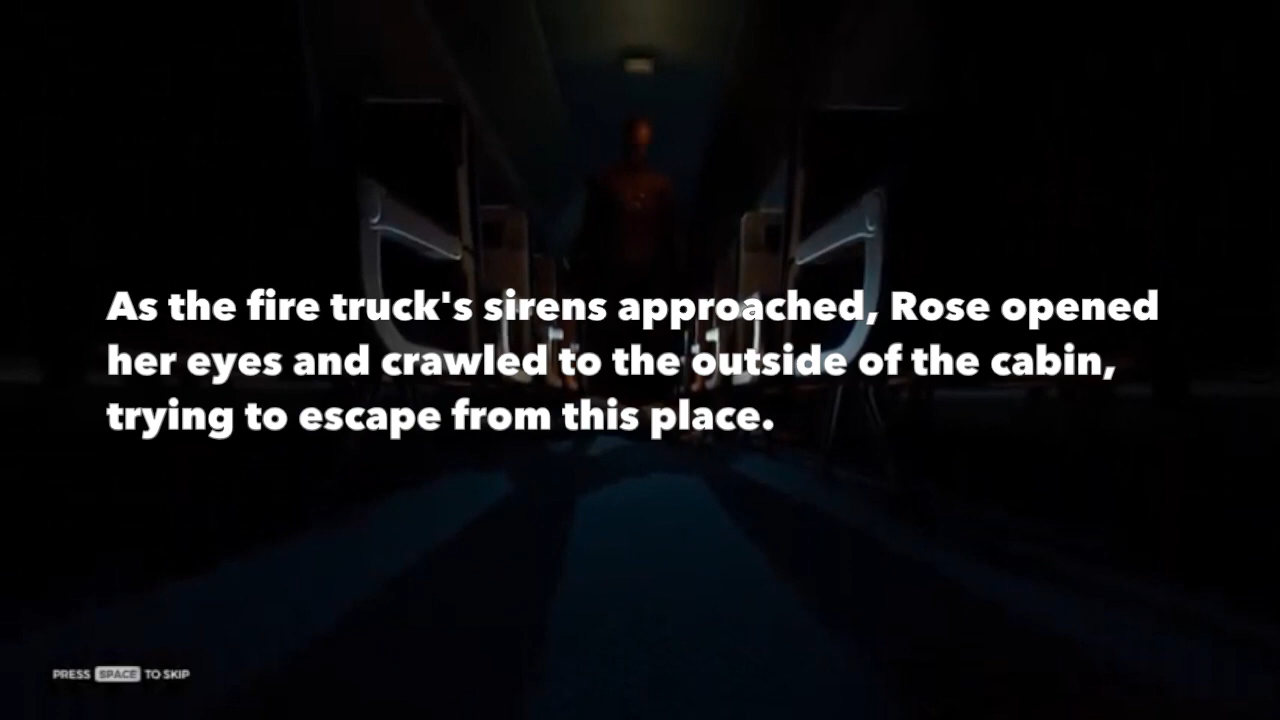 As the fire truck's sirens approached, Rose opened
her eyes and crawled to the outside of the cabin,
trying to escape from this place.
PRESS SPACE TO SKIP